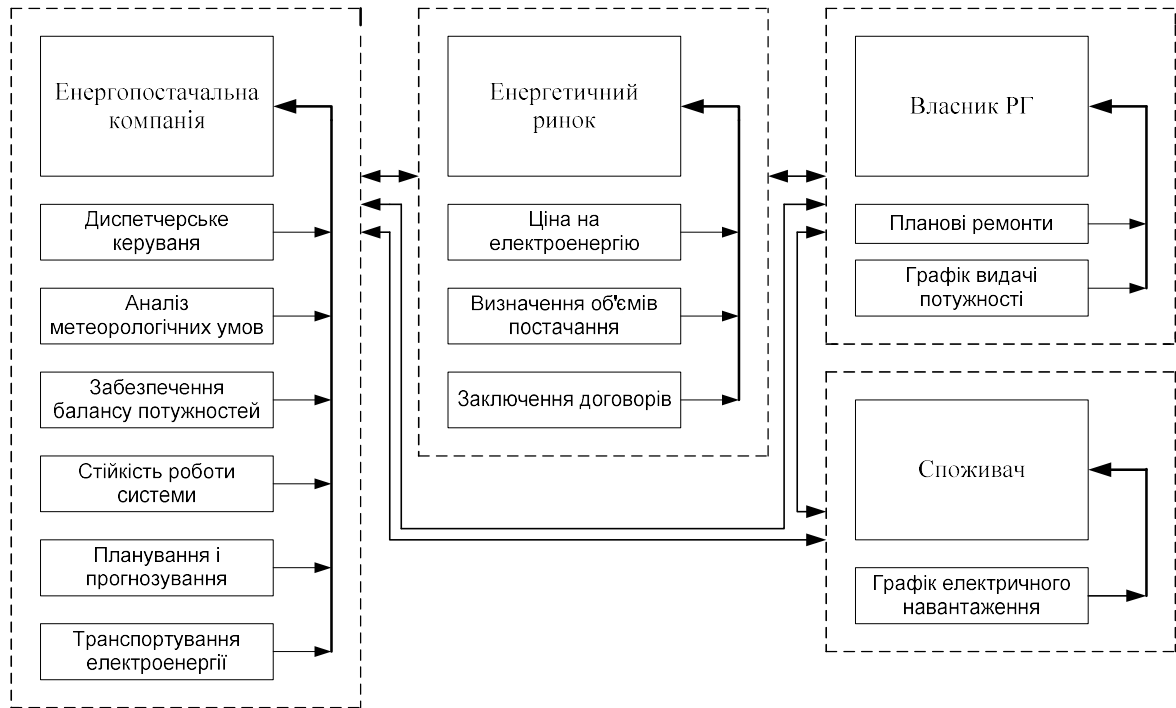 Енергопостачальна
компанія
Диспетчерське
керуваня
Аналіз
метеорологічних умов
Забезпечення
балансу потужностей
Стійкість роботи
системи
Планування і
прогнозування
Транспортування
електроенергії
Енергетичний
ринок
Ціна на
електроенергію
Визначення об'ємів
постачання
Заключення договорів
Власник РГ
Планові ремонти
Графік видачі
потужності
Споживач
Графік електричного
навантаження